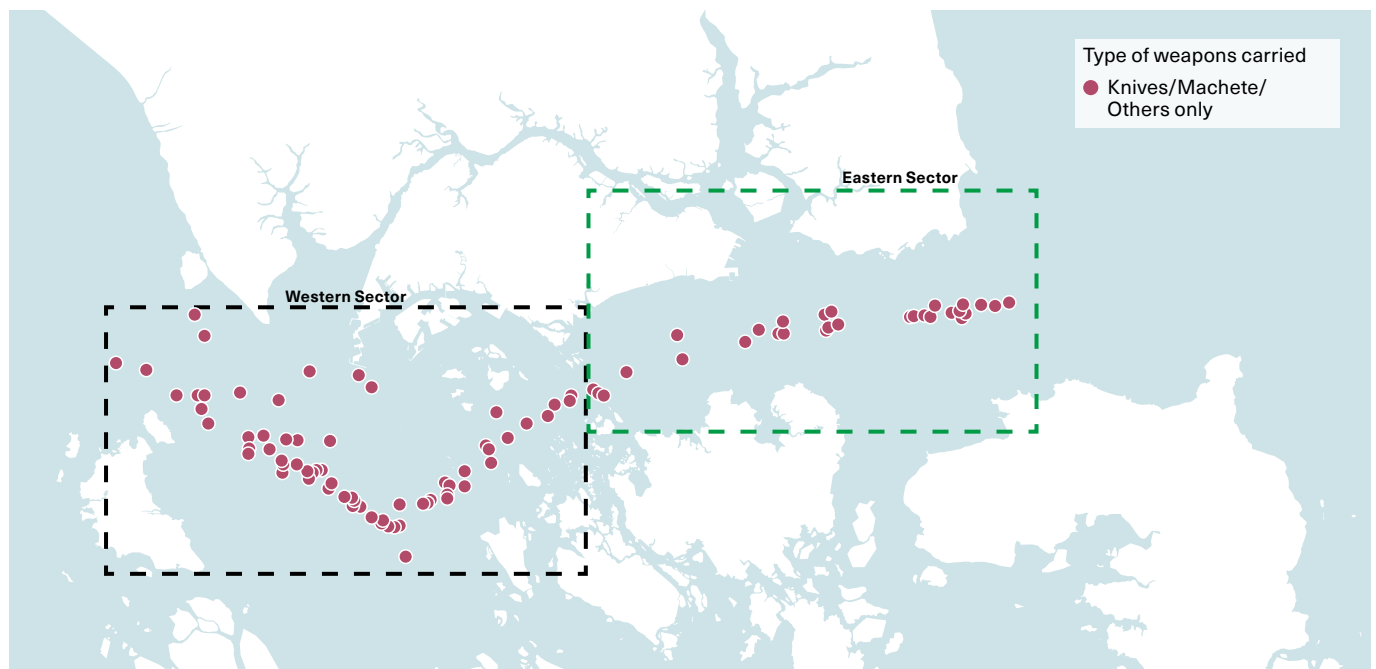 Type of weapons carried
Knives/Machete/
Others only
Eastern Sector
Western Sector